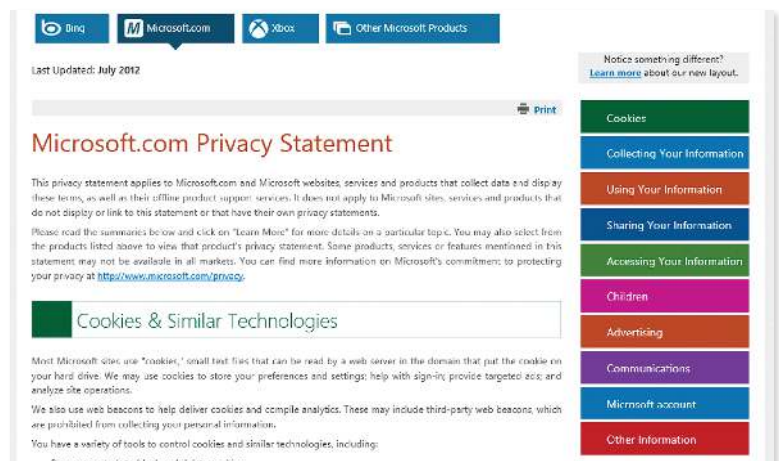 Bing
Microsoft.com
Xbox
Other Microsoft Products
Last Updated: July 2012
Notice something different?
Learn more about our new layout.
Print
Microsoft.com Privacy Statement
This privacy statement applies to Microsoft.com and Microsoft websites, services and products that collect data and display
these terms, as well as their offline product support services. It does not apply to Microsoft sites, services and products that
do not display or link to this statement or that have their own privacy statements.
Please read the summaries below and click on "Learn More" for more details on a particular topic. You may also select from
the products listed above to view that product's privacy statement. Some products, services or features mentioned in this
statement may not be available in all markets. You can find more information on Microsoft's commitment to protecting
your privacy at http://www.microsoft.com/privacy.
Cookies & Similar Technologies
Most Microsoft sites use "cookies," small text files that can be read by a web server in the domain that put the cookie on
your hard drive. We may use cookies to store your preferences and settings; help with sign-in; provide targeted ads; and
analyze site operations.
We also use web beacons to help deliver cookies and compile analytics. These may include third-party web beacons, which
are prohibited from collecting your personal information.
You have a variety of tools to control cookies and similar technologies, including:
Cookies
Collecting Your Information
Using Your Information
Sharing Your Information
Accessing Your Information
Children
Advertising
Communications
Microsoft account
Other Information